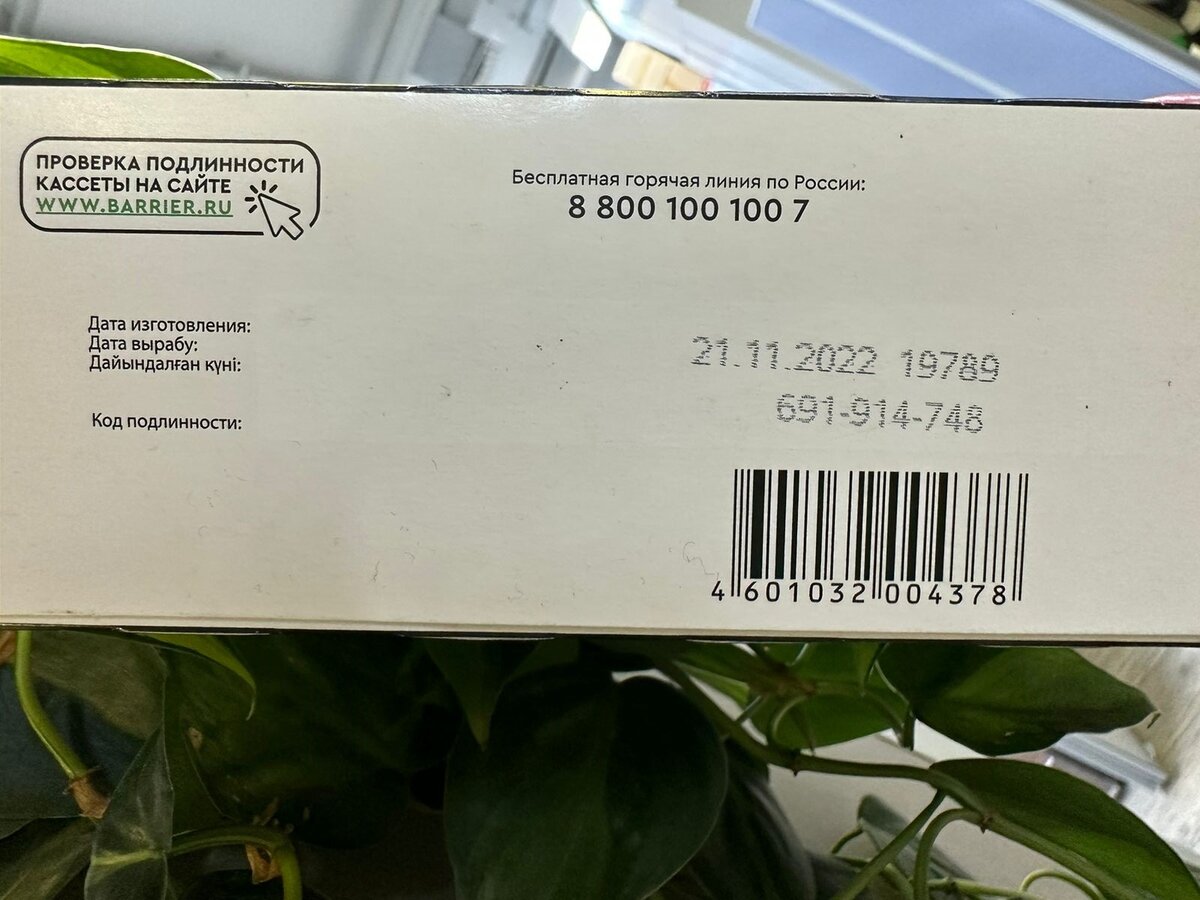 ПРОВЕРКА ПОДЛИННОСТИ
КАССЕТЫ НА САЙТЕ
WWW.BARRIER.RU
Бесплатная горячая линия по России:
8 800 100 100 7
Дата изготовления:
Дата вырабу:
Дайындалған күні:
21.11.2022 19789
Код подлинности:
691-914-748
4 601032 004378